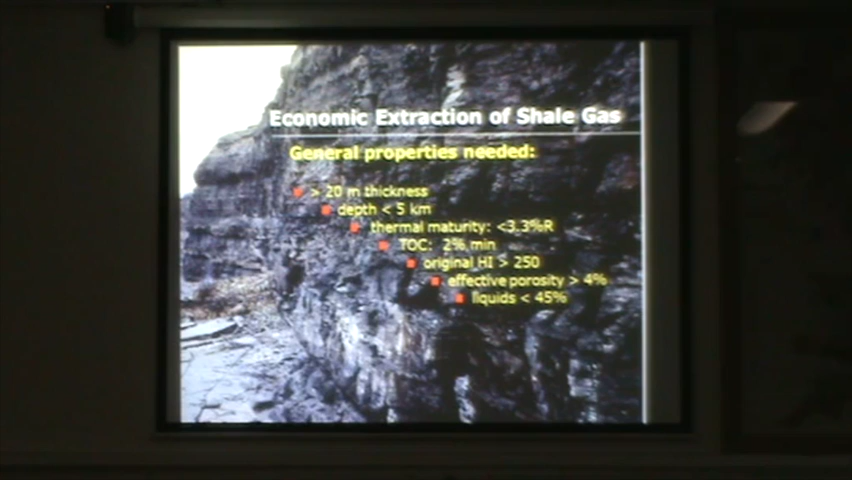 Economic Extraction of Shale Gas
General properties needed:
> 20 m thickness
depth < 5 km
thermal maturity: <3,3%R
TOC: 2% min
original HI > 250
effective porosity > 4%
liquids < 45%